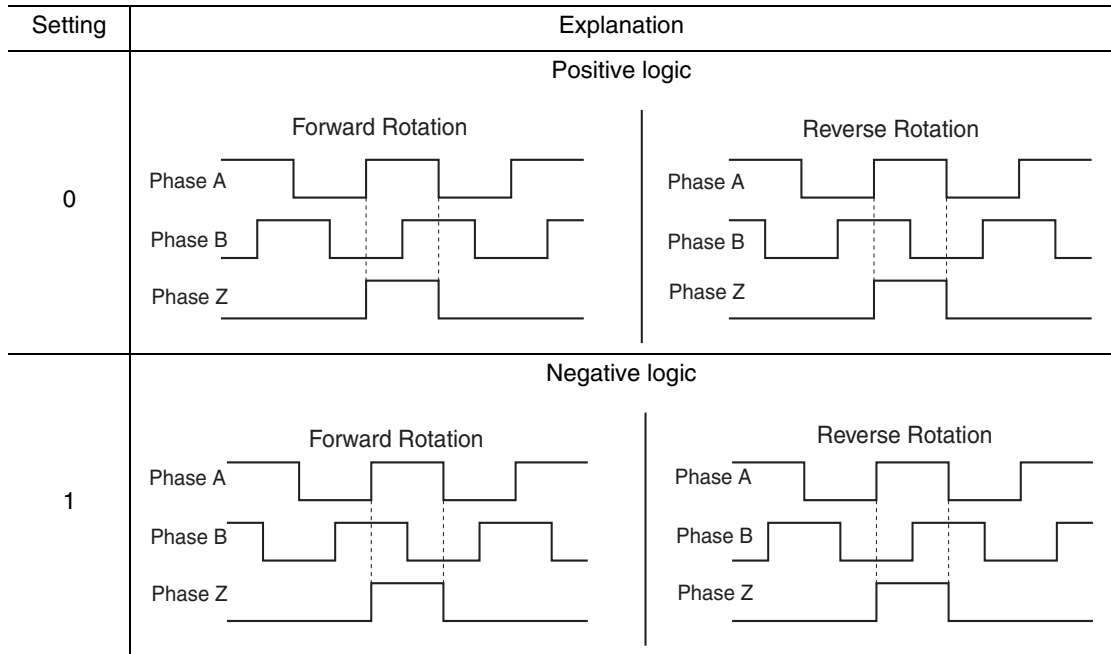 Setting
Explanation
0
Positive logic
Forward Rotation
Phase A
Phase B
Phase Z
Reverse Rotation
Phase A
Phase B
Phase Z
1
Negative logic
Forward Rotation
Phase A
Phase B
Phase Z
Reverse Rotation
Phase A
Phase B
Phase Z